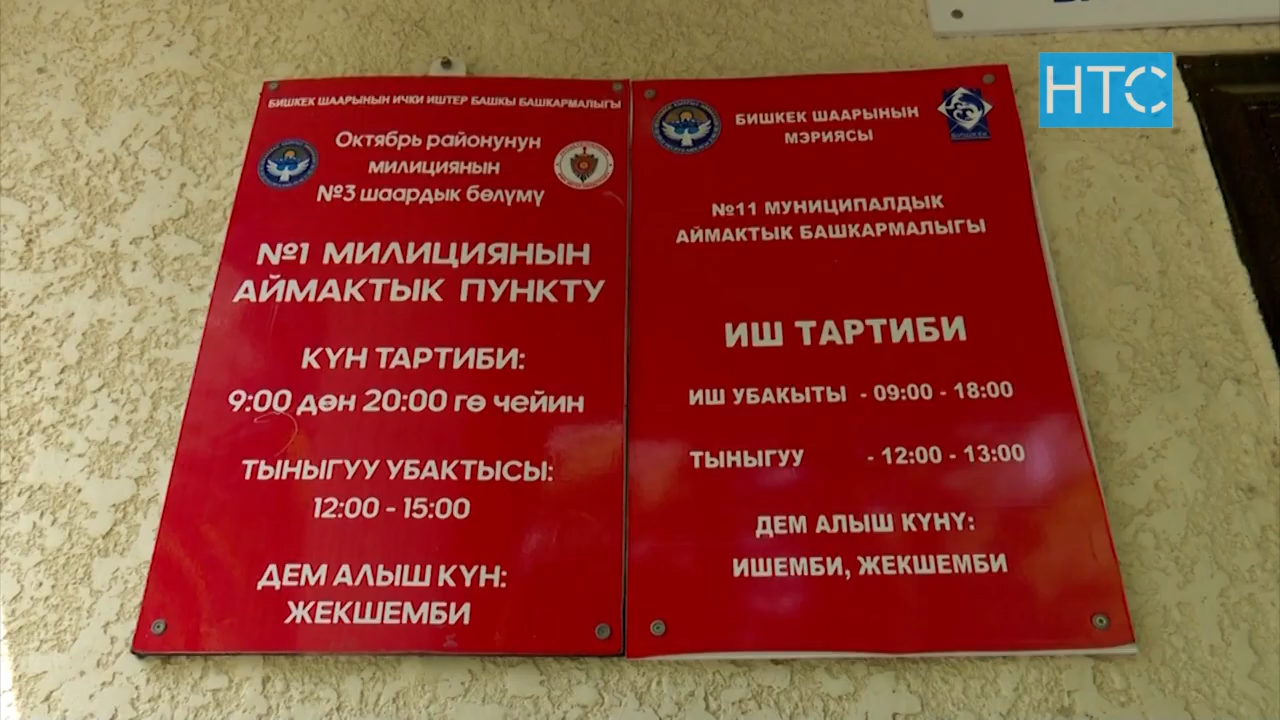 НТС
БИШКЕК ШААРЫНЫН ИЧКИ ИШТЕР БАШКЫ БАШКАРМАЛЫГЫ
Октябрь районунун
милициянын
№3 шаардык бөлүмү
№1 МИЛИЦИЯНЫН
АЙМАКТЫК ПУНКТУ
КҮН ТАРТИБИ:
9:00 дөн 20:00 гө чейин
ТЫНЫГУУ УБАКТЫСЫ:
12:00 - 15:00
ДЕМ АЛЫШ КҮН:
ЖЕКШЕМБИ
БИШКЕК ШААРЫНЫН
МЭРИЯСЫ
БИШКЕК
№11 МУНИЦИПАЛДЫК
АЙМАКТЫК БАШКАРМАЛЫГЫ
ИШ ТАРТИБИ
ИШ УБАКЫТЫ - 09:00 - 18:00
ТЫНЫГУУ - 12:00 - 13:00
ДЕМ АЛЫШ КҮНҮ:
ИШЕМБИ, ЖЕКШЕМБИ